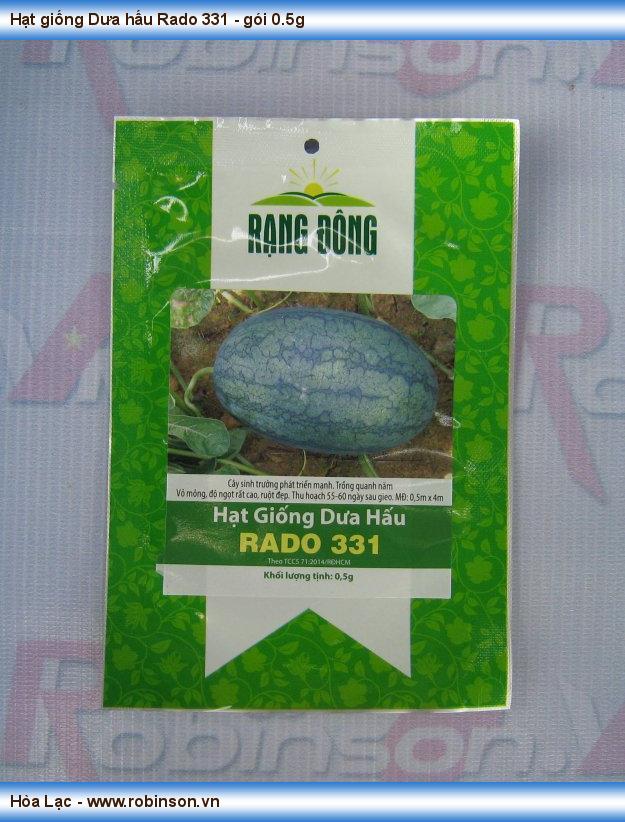 Hạt giống Dưa hấu Rado 331 - gói 0.5g
RẠNG ĐÔNG
Cây sinh trưởng phát triển mạnh. Trồng quanh năm
Vỏ mỏng, độ ngọt rất cao, ruột đẹp. Thu hoạch 55-60 ngày sau gieo. MĐ: 0,5m x 4m
Hạt Giống Dưa Hấu
RADO 331
Theo TCCS 71:2014/RĐHCM
Khối lượng tịnh: 0,5g
Robinson
Hòa Lạc - www.robinson.vn